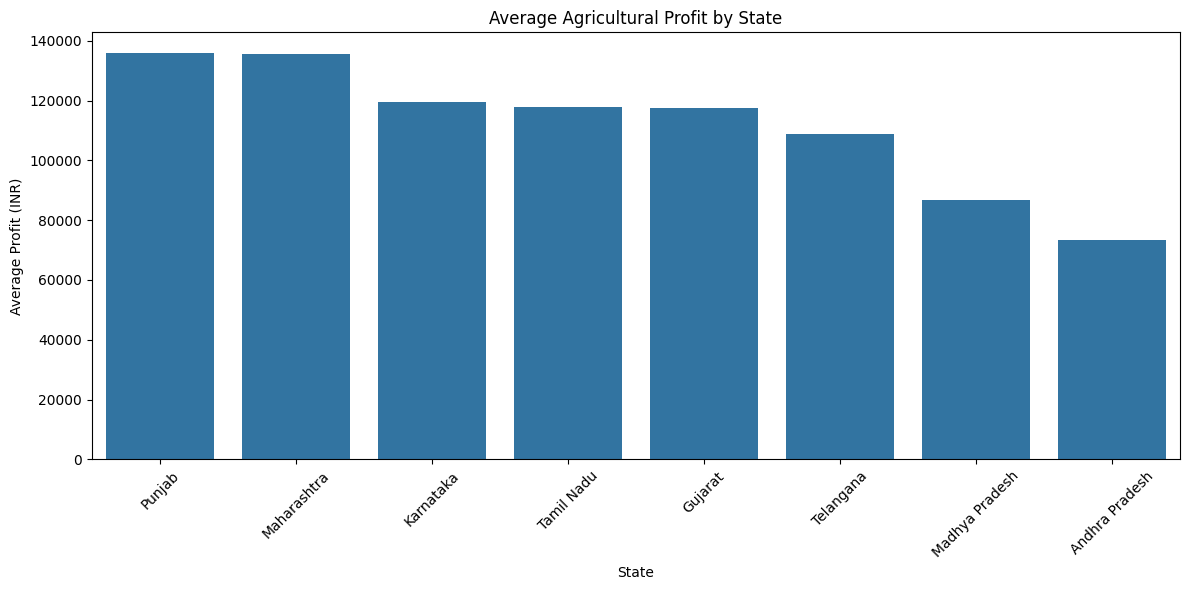 Average Agricultural Profit by State
Average Profit (INR)
140000
120000
100000
80000
60000
40000
20000
0
Punjab
Maharashtra
Karnataka
Tamil Nadu
Gujarat
Telangana
Madhya Pradesh
Andhra Pradesh
State